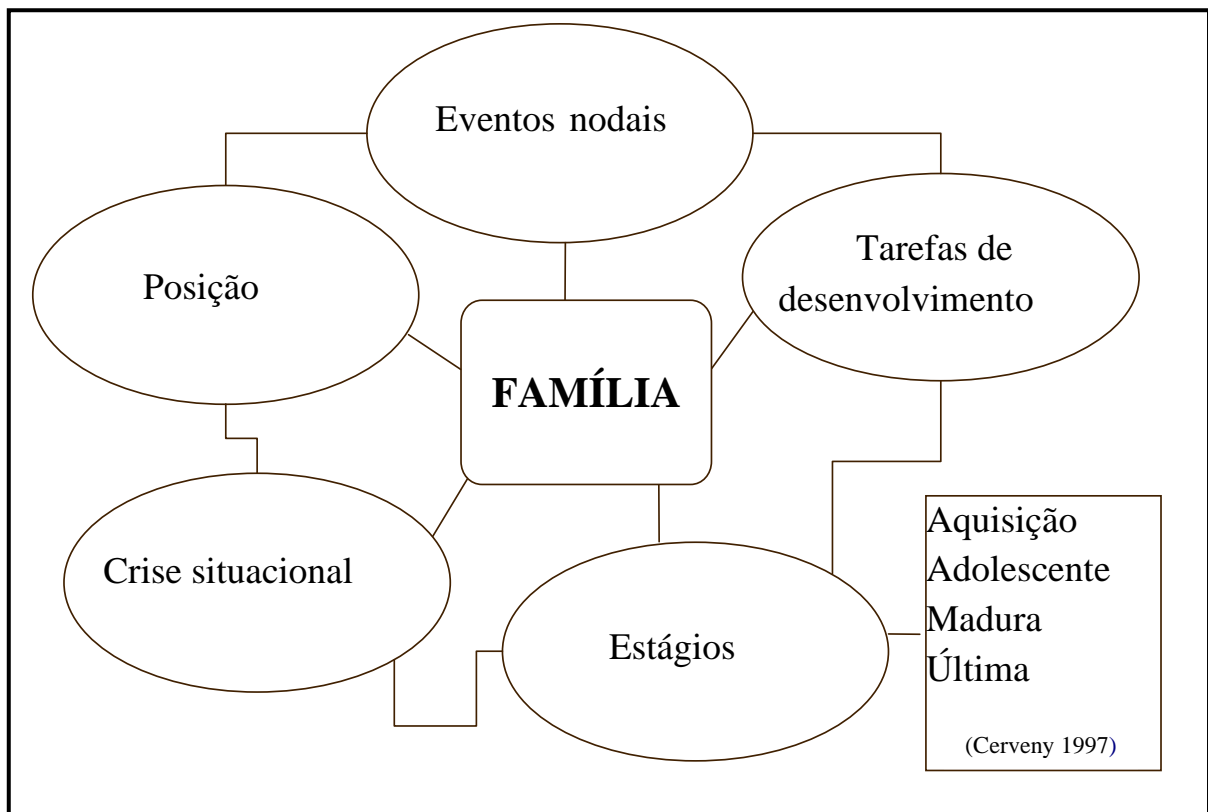 Eventos nodais
Posição
Tarefas de
desenvolvimento
FAMÍLIA
Crise situacional
Estágios
Aquisição
Adolescente
Madura
Última
(Cerveny 1997)